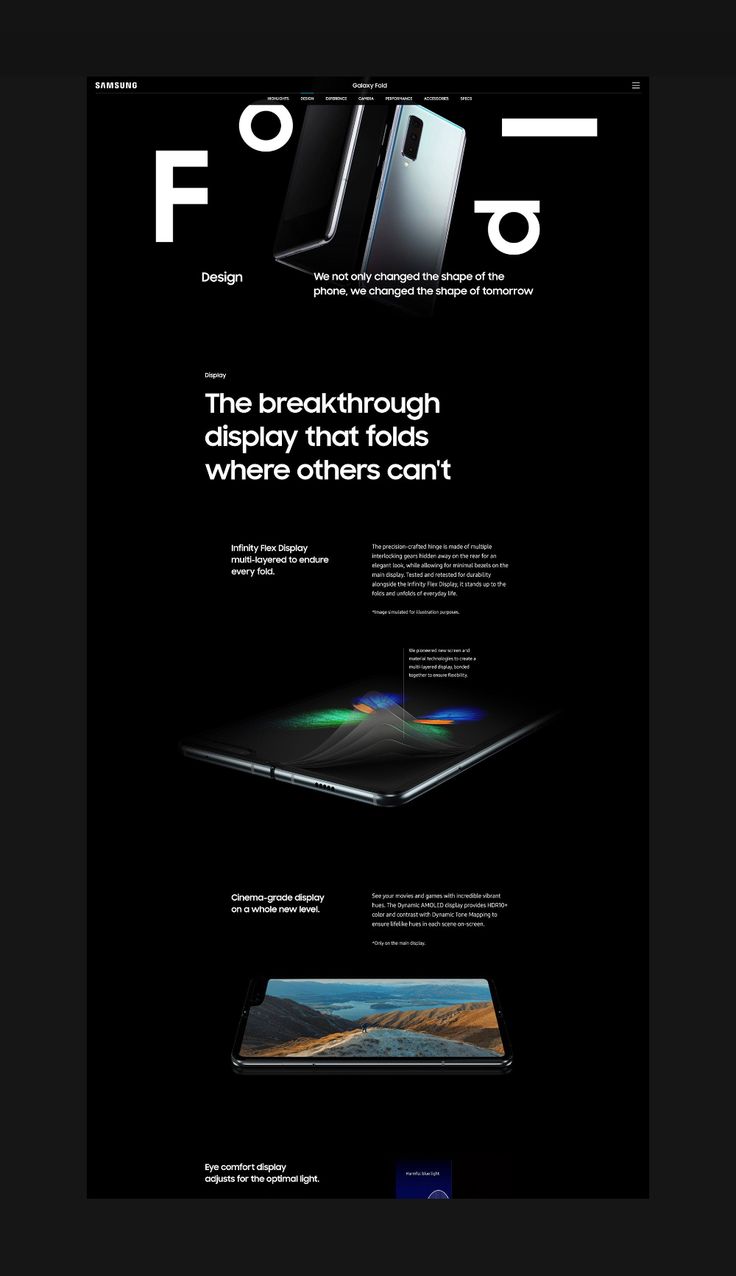 SAMSUNG
Galaxy Fold
HIGHLIGHTS DESIGN EXPERIENCE CAMERA PERFORMANCE ACCESSORIES SPECS
F o l d
Design
We not only changed the shape of the
phone, we changed the shape of tomorrow
Display
The breakthrough
display that folds
where others can't
Infinity Flex Display
multi-layered to endure
every fold.
The precision-crafted hinge is made of multiple
interlocking gears hidden away on the rear for an
elegant look, while allowing for minimal bezels on the
main display. Tested and retested for durability
alongside the Infinity Flex Display, it stands up to the
folds and unfolds of everyday life.
*Image simulated for illustration purposes.
We pioneered new screen and
material technologies to create a
multi-layered display, bonded
together to ensure flexibility.
Cinema-grade display
on a whole new level.
See your movies and games with incredible vibrant
hues. The Dynamic AMOLED display provides HDR10+
color and contrast with Dynamic Tone Mapping to
ensure lifelike hues in each scene on-screen.
*Only on the main display.
Eye comfort display
adjusts for the optimal light.
Harmful blue light